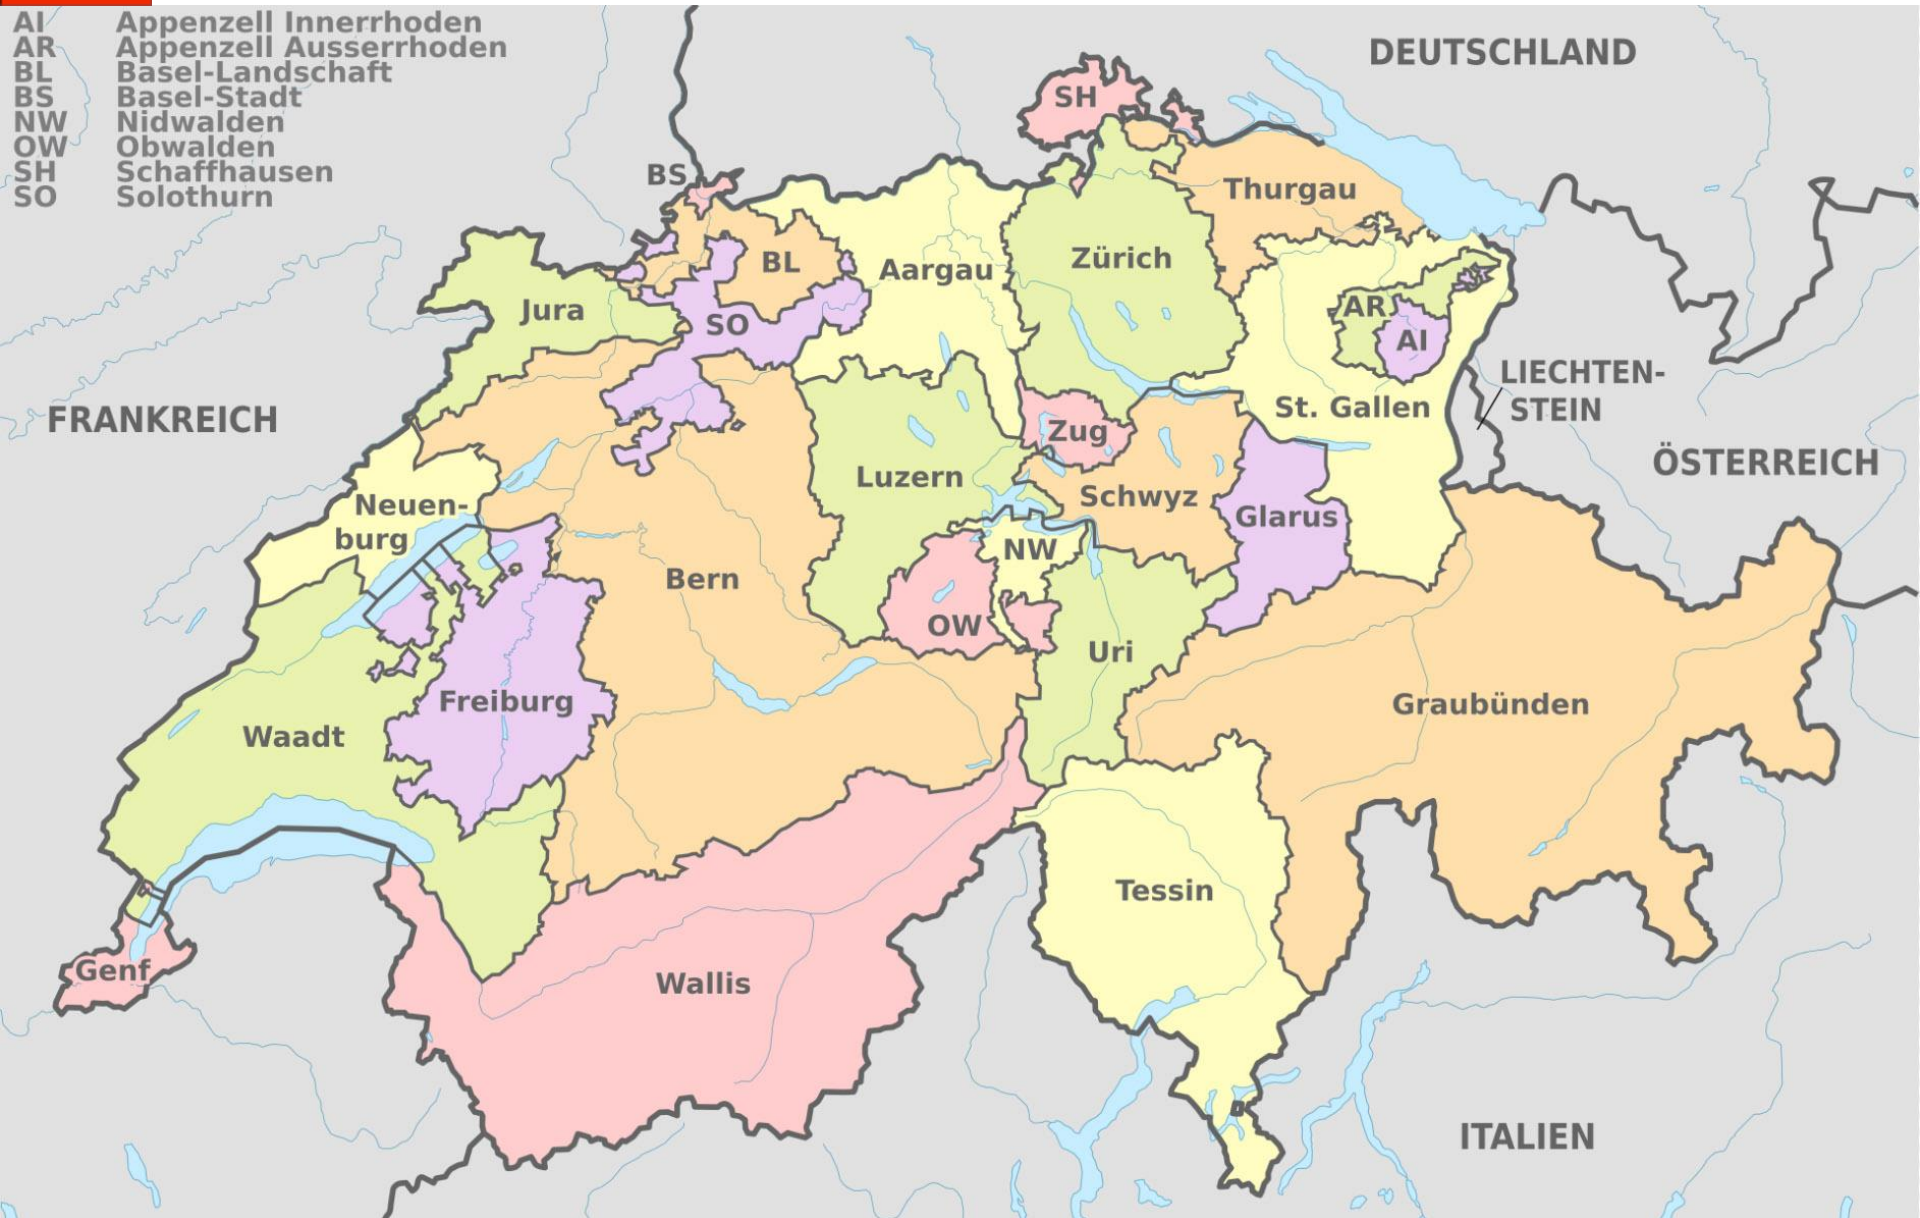 AI Appenzell Innerrhoden
AR Appenzell Ausserrhoden
BL Basel-Landschaft
BS Basel-Stadt
NW Nidwalden
OW Obwalden
SH Schaffhausen
SO Solothurn
DEUTSCHLAND
SH
BS
Thurgau
BL
Aargau
Zürich
Jura
SO
AR
AI
LIECHTEN-
STEIN
FRANKREICH
St. Gallen
Zug
ÖSTERREICH
Luzern
Schwyz
Neuen-
burg
Glarus
NW
Bern
OW
Uri
Freiburg
Graubünden
Waadt
Tessin
Genf
Wallis
ITALIEN